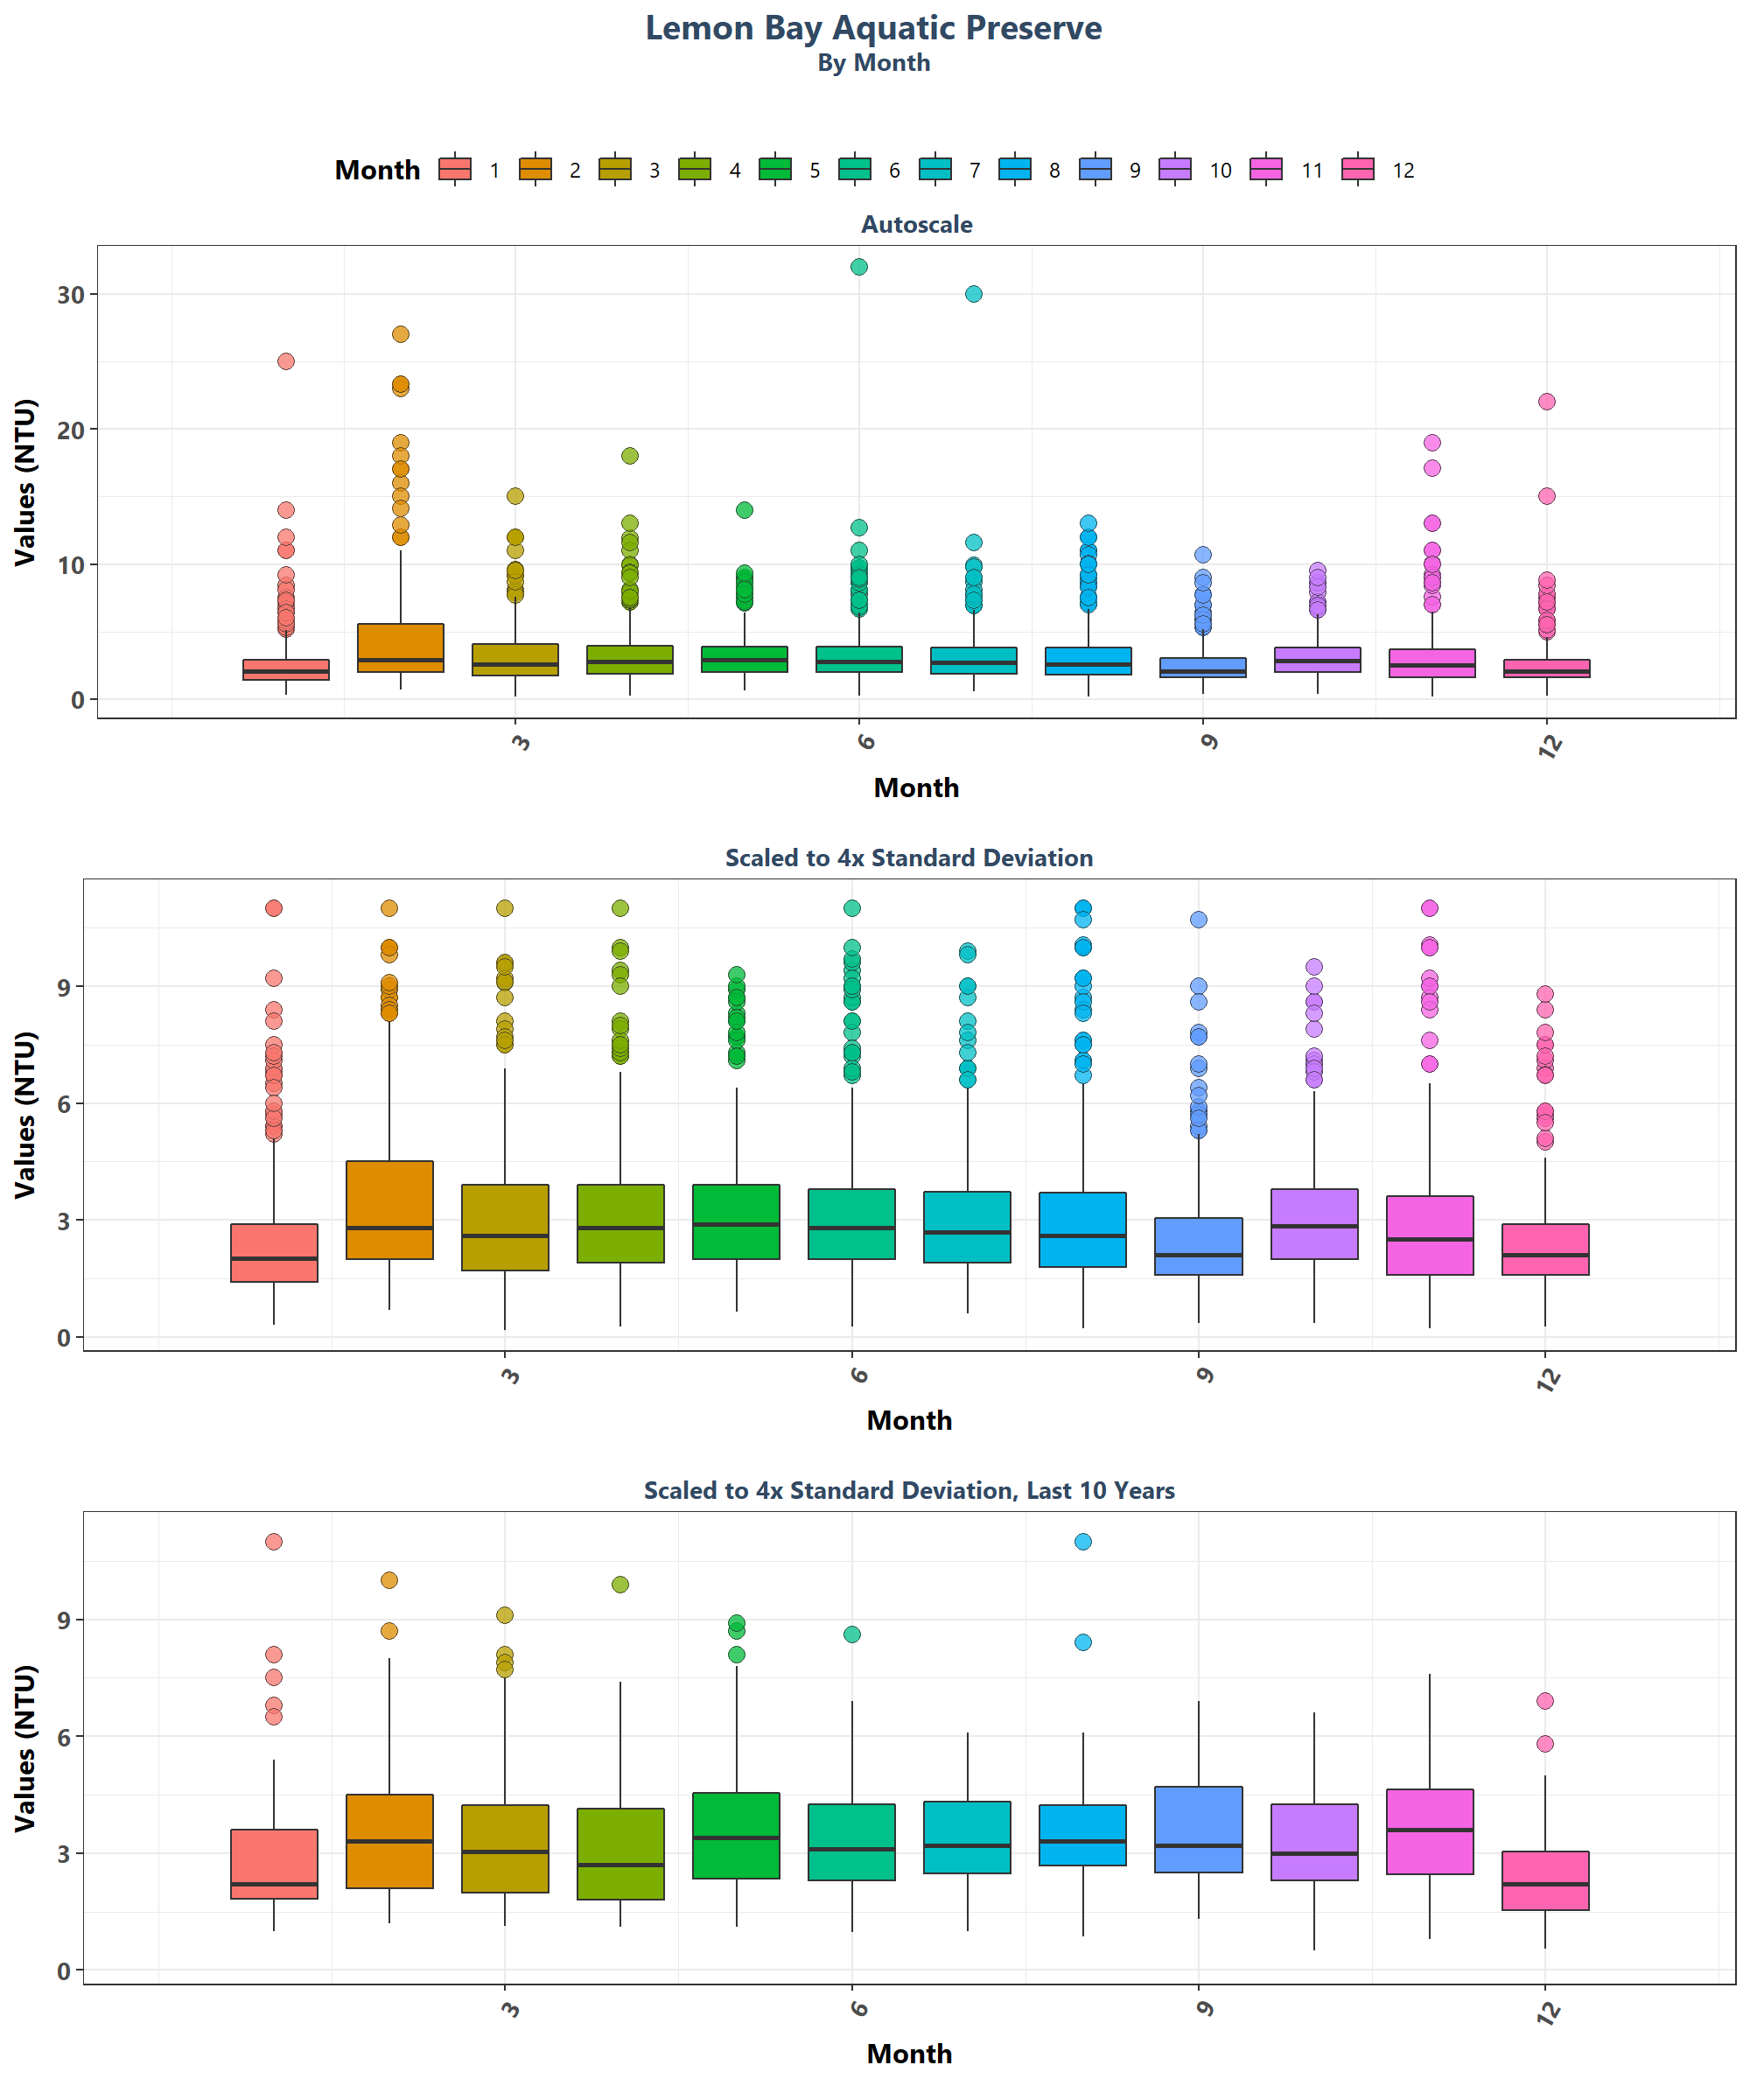 Lemon Bay Aquatic Preserve
By Month
Month 1 2 3 4 5 6 7 8 9 10 11 12
Autoscale
Values (NTU)
30
20
10
0
3 6 9 12
Month
Scaled to 4x Standard Deviation
Values (NTU)
9
6
3
0
3 6 9 12
Month
Scaled to 4x Standard Deviation, Last 10 Years
Values (NTU)
9
6
3
0
3 6 9 12
Month